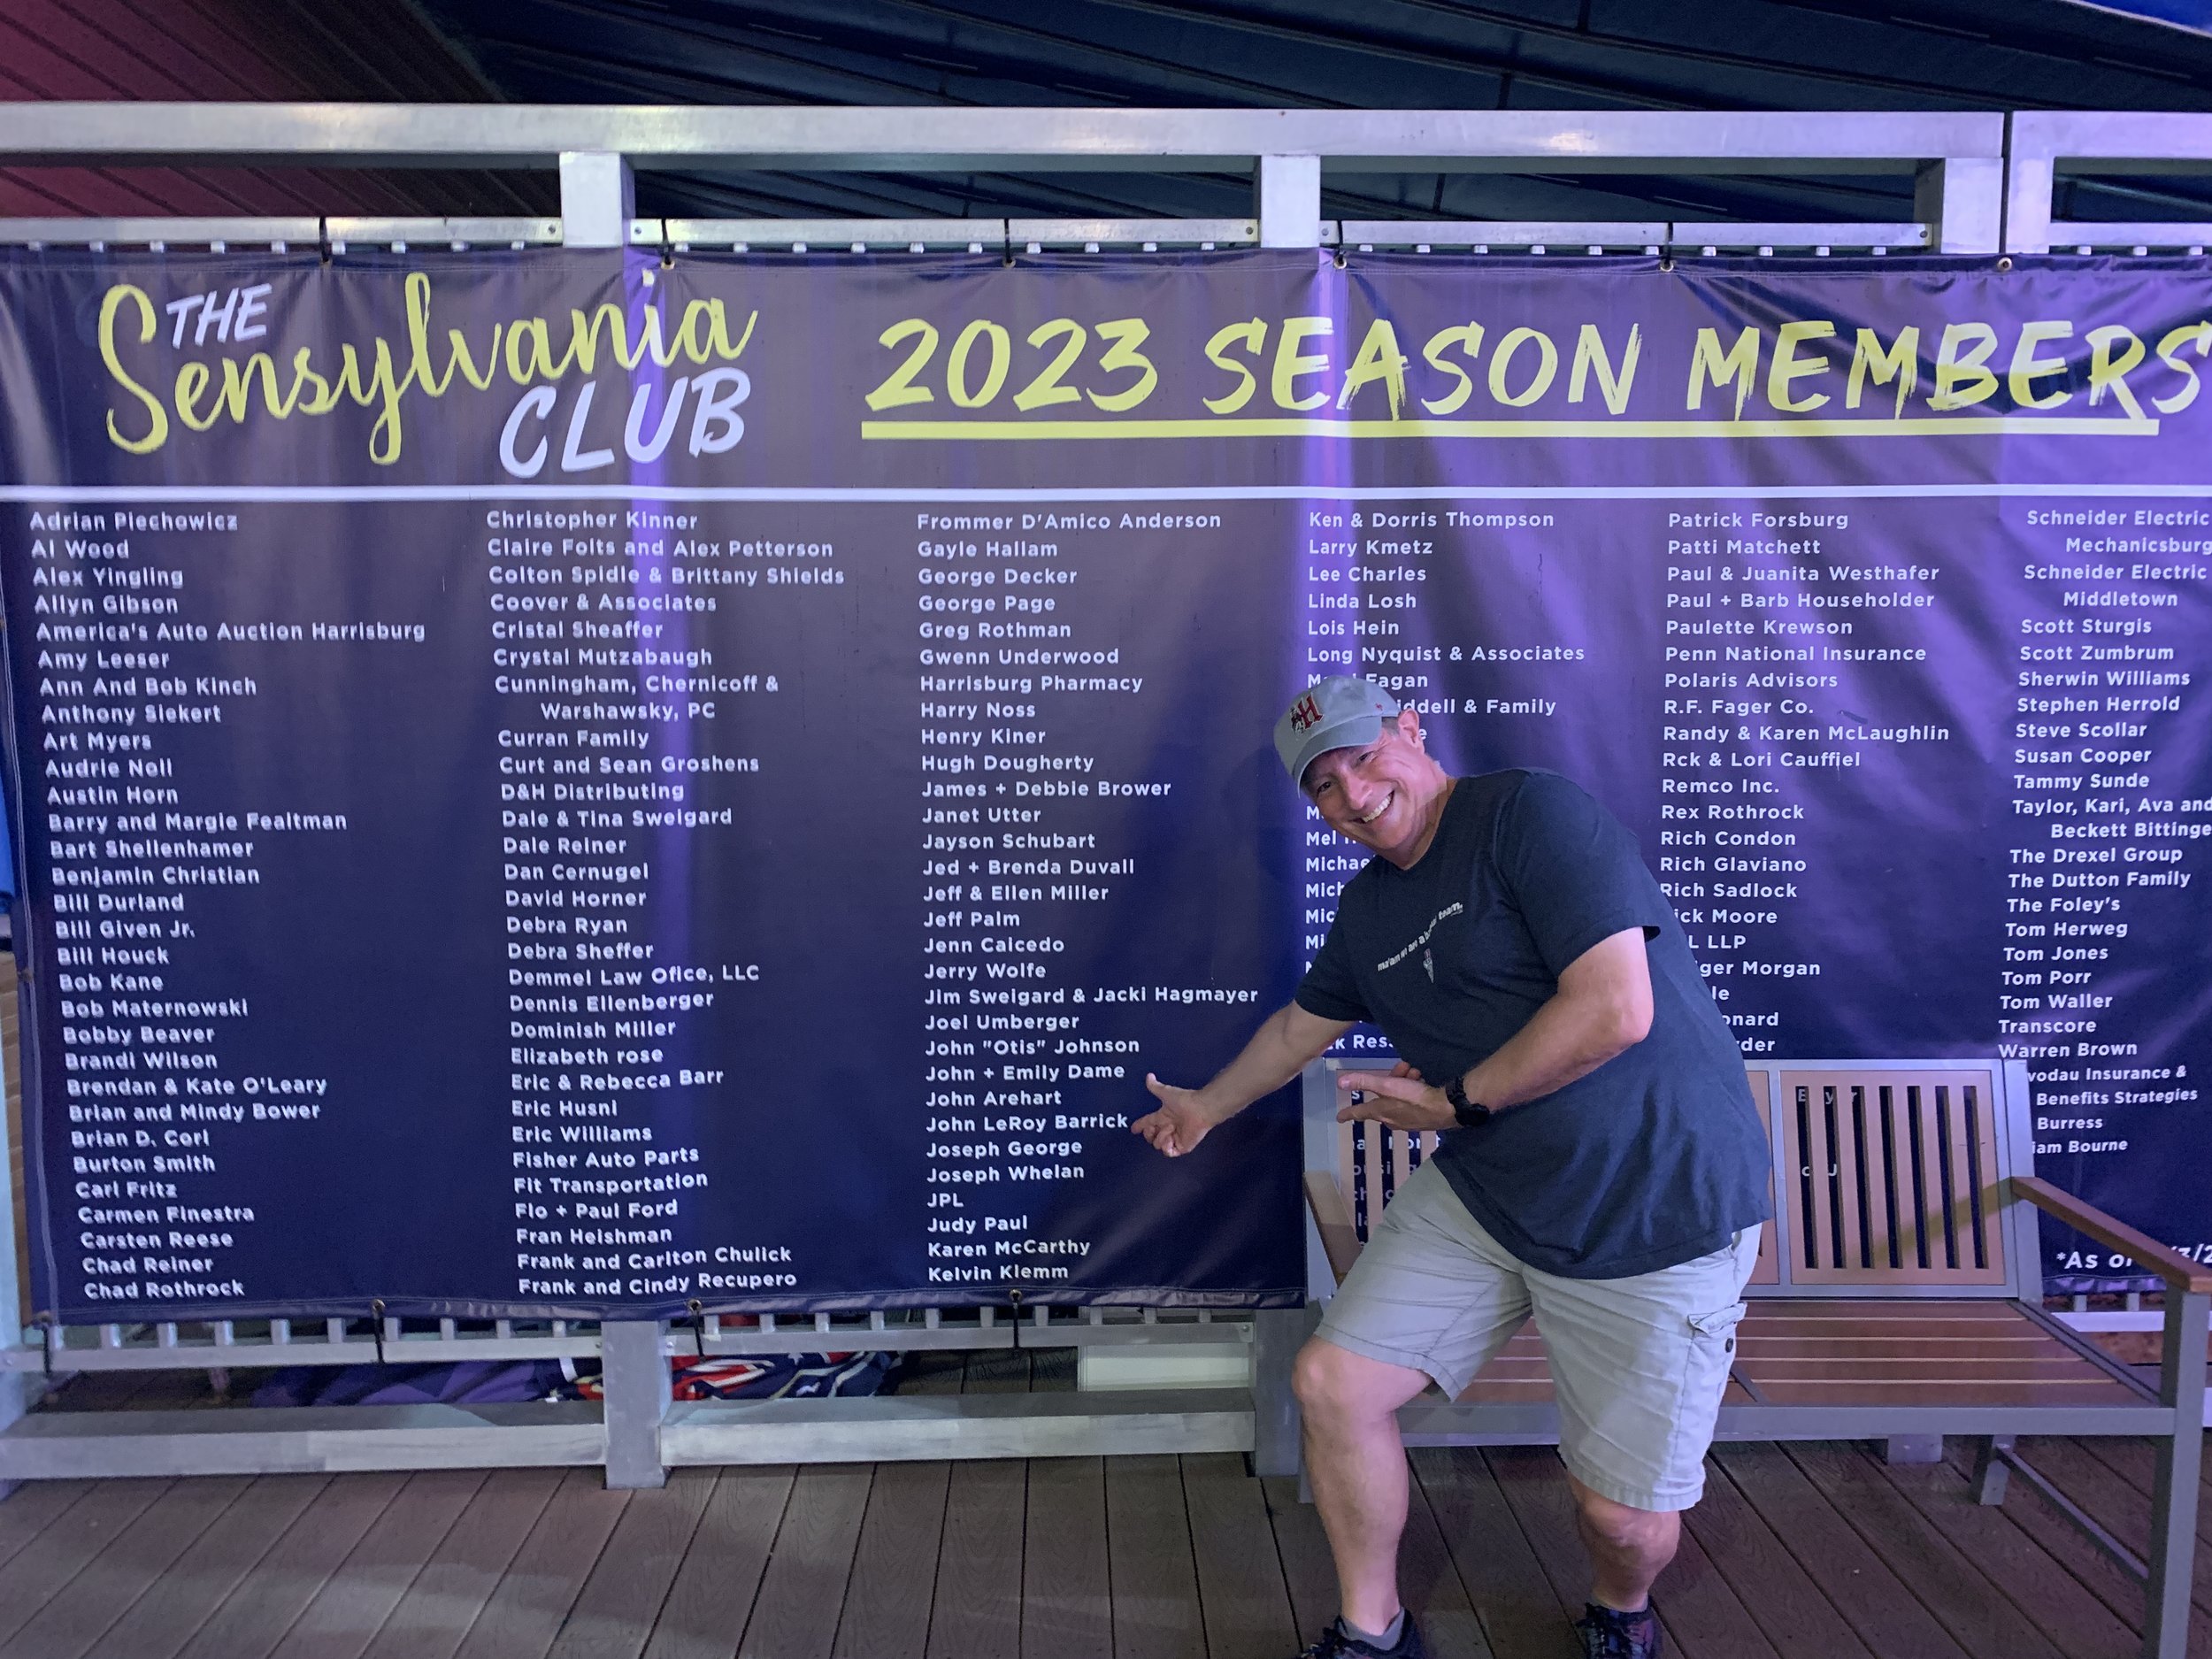 THE
Sensylvania
CLUB
2023 SEASON MEMBERS
Adrian Piechowicz
Al Wood
Alex Yingling
Allyn Gibson
America's Auto Auction Harrisburg
Amy Leeser
Ann And Bob Kinch
Anthony Siekert
Art Myers
Audrie Noll
Austin Horn
Barry and Margie Fealtman
Bart Shellenhamer
Benjamin Christian
Bill Durland
Bill Given Jr.
Bill Houck
Bob Kane
Bob Maternowski
Bobby Beaver
Brandi Wilson
Brendan & Kate O'Leary
Brian and Mindy Bower
Brian D. Corl
Burton Smith
Carl Fritz
Carmen Finestra
Carsten Reese
Chad Reiner
Chad Rothrock
Christopher Kinner
Claire Folts and Alex Petterson
Colton Spidle & Brittany Shields
Coover & Associates
Cristal Sheaffer
Crystal Mutzabaugh
Cunningham, Chernicoff &
Warshawsky, PC
Curran Family
Curt and Sean Groshens
D&H Distributing
Dale & Tina Sweigard
Dale Reiner
Dan Cernugel
David Horner
Debra Ryan
Debra Sheffer
Demmel Law Ofice, LLC
Dennis Ellenberger
Dominish Miller
Elizabeth rose
Eric & Rebecca Barr
Eric Husni
Eric Williams
Fisher Auto Parts
Fit Transportation
Flo + Paul Ford
Fran Heishman
Frank and Carlton Chulick
Frank and Cindy Recupero
Frommer D'Amico Anderson
Gayle Hallam
George Decker
George Page
Greg Rothman
Gwenn Underwood
Harrisburg Pharmacy
Harry Noss
Henry Kiner
Hugh Dougherty
James + Debbie Brower
Janet Utter
Jayson Schubart
Jed + Brenda Duvall
Jeff & Ellen Miller
Jeff Palm
Jenn Caicedo
Jerry Wolfe
Jim Sweigard & Jacki Hagmayer
Joel Umberger
John "Otis" Johnson
John + Emily Dame
John Arehart
John LeRoy Barrick
Joseph George
Joseph Whelan
JPL
Judy Paul
Karen McCarthy
Kelvin Klemm
Ken & Dorris Thompson
Larry Kmetz
Lee Charles
Linda Losh
Lois Hein
Long Nyquist & Associates
Fagan
& Family
Mel
Patrick Forsburg
Patti Matchett
Paul & Juanita Westhafer
Paul + Barb Householder
Paulette Krewson
Penn National Insurance
Polaris Advisors
R.F. Fager Co.
Randy & Karen McLaughlin
Rck & Lori Cauffjel
Remco Inc.
Rex Rothrock
Rich Condon
Rich Glaviano
Rich Sadlock
Moore
LLP
Morgan
Schneider Electric
Mechanicsburg
Schneider Electric
Middletown
Scott Sturgis
Scott Zumbrum
Sherwin Williams
Stephen Herrold
Steve Scollar
Susan Cooper
Tammy Sunde
Taylor, Kari, Ava and
Beckett
The Drexel Group
The Dutton Family
The Foley's
Tom Herweg
Tom Jones
Tom Porr
Tom Waller
Transcore
Warren Brown
Insurance &
Benefits Strategies
Burress
Bourne
*As
H